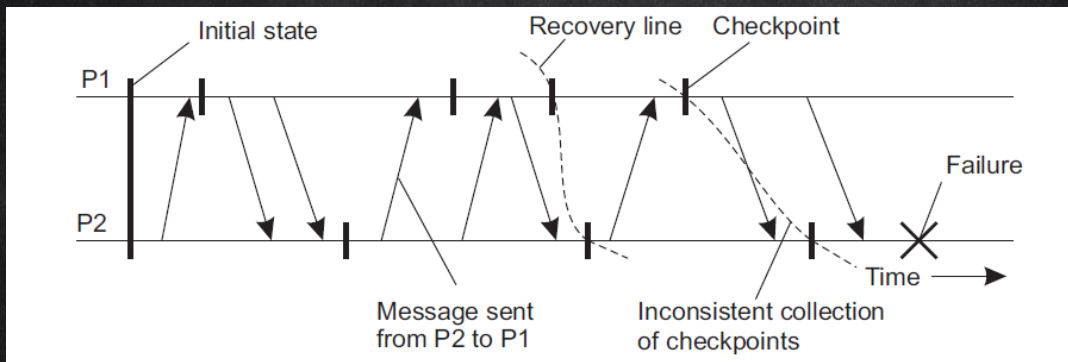 Initial state
Recovery line
Checkpoint
P1
Failure
P2
Time
Message sent
from P2 to P1
Inconsistent collection
of checkpoints